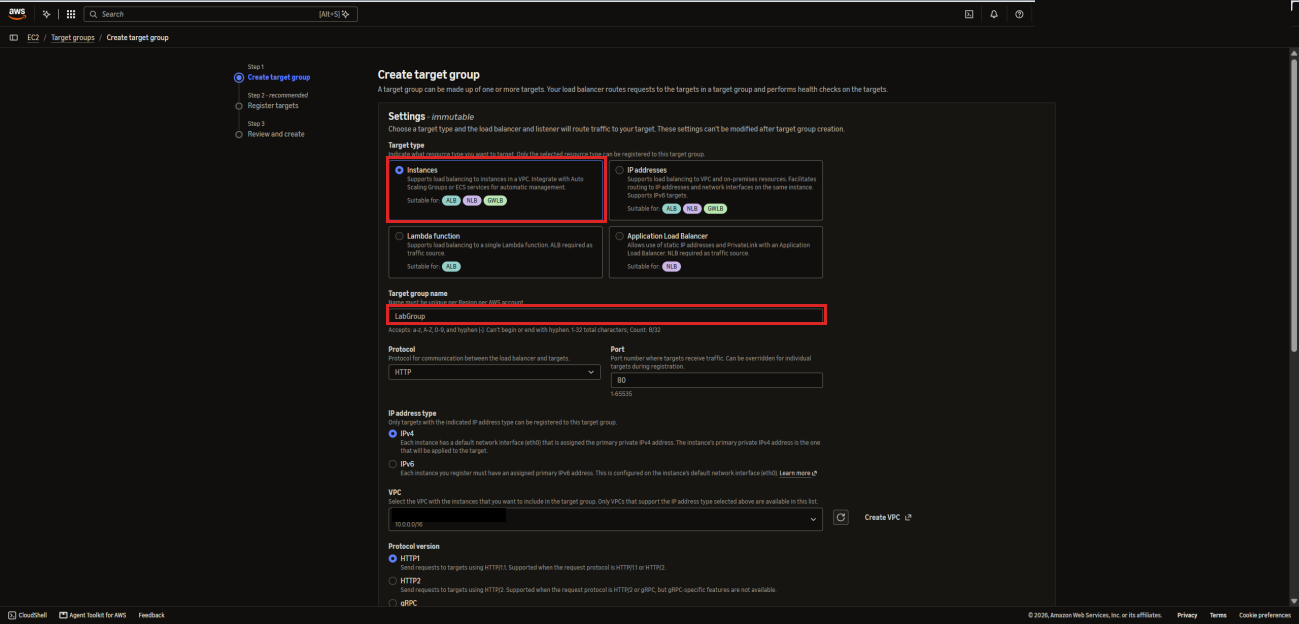 aws
Search [Alt+S]
EC2 / Target groups / Create target group
Step 1
Create target group
Step 2 - recommended
Register targets
Step 3
Review and create
Create target group
A target group can be made up of one or more targets. Your load balancer routes requests to the targets in a target group and performs health checks on the targets.
Settings - immutable
Choose a target type and the load balancer and listener will route traffic to your target. These settings can't be modified after target group creation.
Target type
Indicate what resource type you want to target. Only the selected resource type can be registered to this target group.
Instances
Supports load balancing to instances in a VPC. Integrate with Auto
Scaling Groups or ECS services for automatic management.
Suitable for: ALB NLB GWLB
IP addresses
Supports load balancing to VPC and on-premises resources. Facilitates
routing to IP addresses and network interfaces on the same instance.
Supports IPv6 targets.
Suitable for: ALB NLB GWLB
Lambda function
Supports load balancing to a single Lambda function. ALB required as
traffic source.
Suitable for: ALB
Application Load Balancer
Allows use of static IP addresses and PrivateLink with an Application
Load Balancer. NLB required as traffic source.
Suitable for: NLB
Target group name
Name must be unique per Region per AWS account.
LabGroup
Accepts: a-z, A-Z, 0-9, and hyphen (-). Can't begin or end with hyphen. 1-32 total characters; Count: 8/32
Protocol
Protocol for communication between the load balancer and targets.
HTTP
Port
Port number where targets receive traffic. Can be overridden for individual
targets during registration.
80
1-65535
IP address type
Only targets with the indicated IP address type can be registered to this target group.
IPv4
Each instance has a default network interface (eth0) that is assigned the primary private IPv4 address. The instance's primary private IPv4 address is the one
that will be applied to the target.
IPv6
Each instance you register must have an assigned primary IPv6 address. This is configured on the instance's default network interface (eth0). Learn more
VPC
Select the VPC with the instances that you want to include in the target group. Only VPCs that support the IP address type selected above are available in this list.
10.0.0.0/16
Create VPC
Protocol version
HTTP1
Send requests to targets using HTTP/1.1. Supported when the request protocol is HTTP/1.1 or HTTP/2.
HTTP2
Send requests to targets using HTTP/2. Supported when the request protocol is HTTP/2 or gRPC, but gRPC-specific features are not available.
gRPC
CloudShell Agent Toolkit for AWS Feedback
© 2026, Amazon Web Services, Inc. or its affiliates. Privacy Terms Cookie preferences